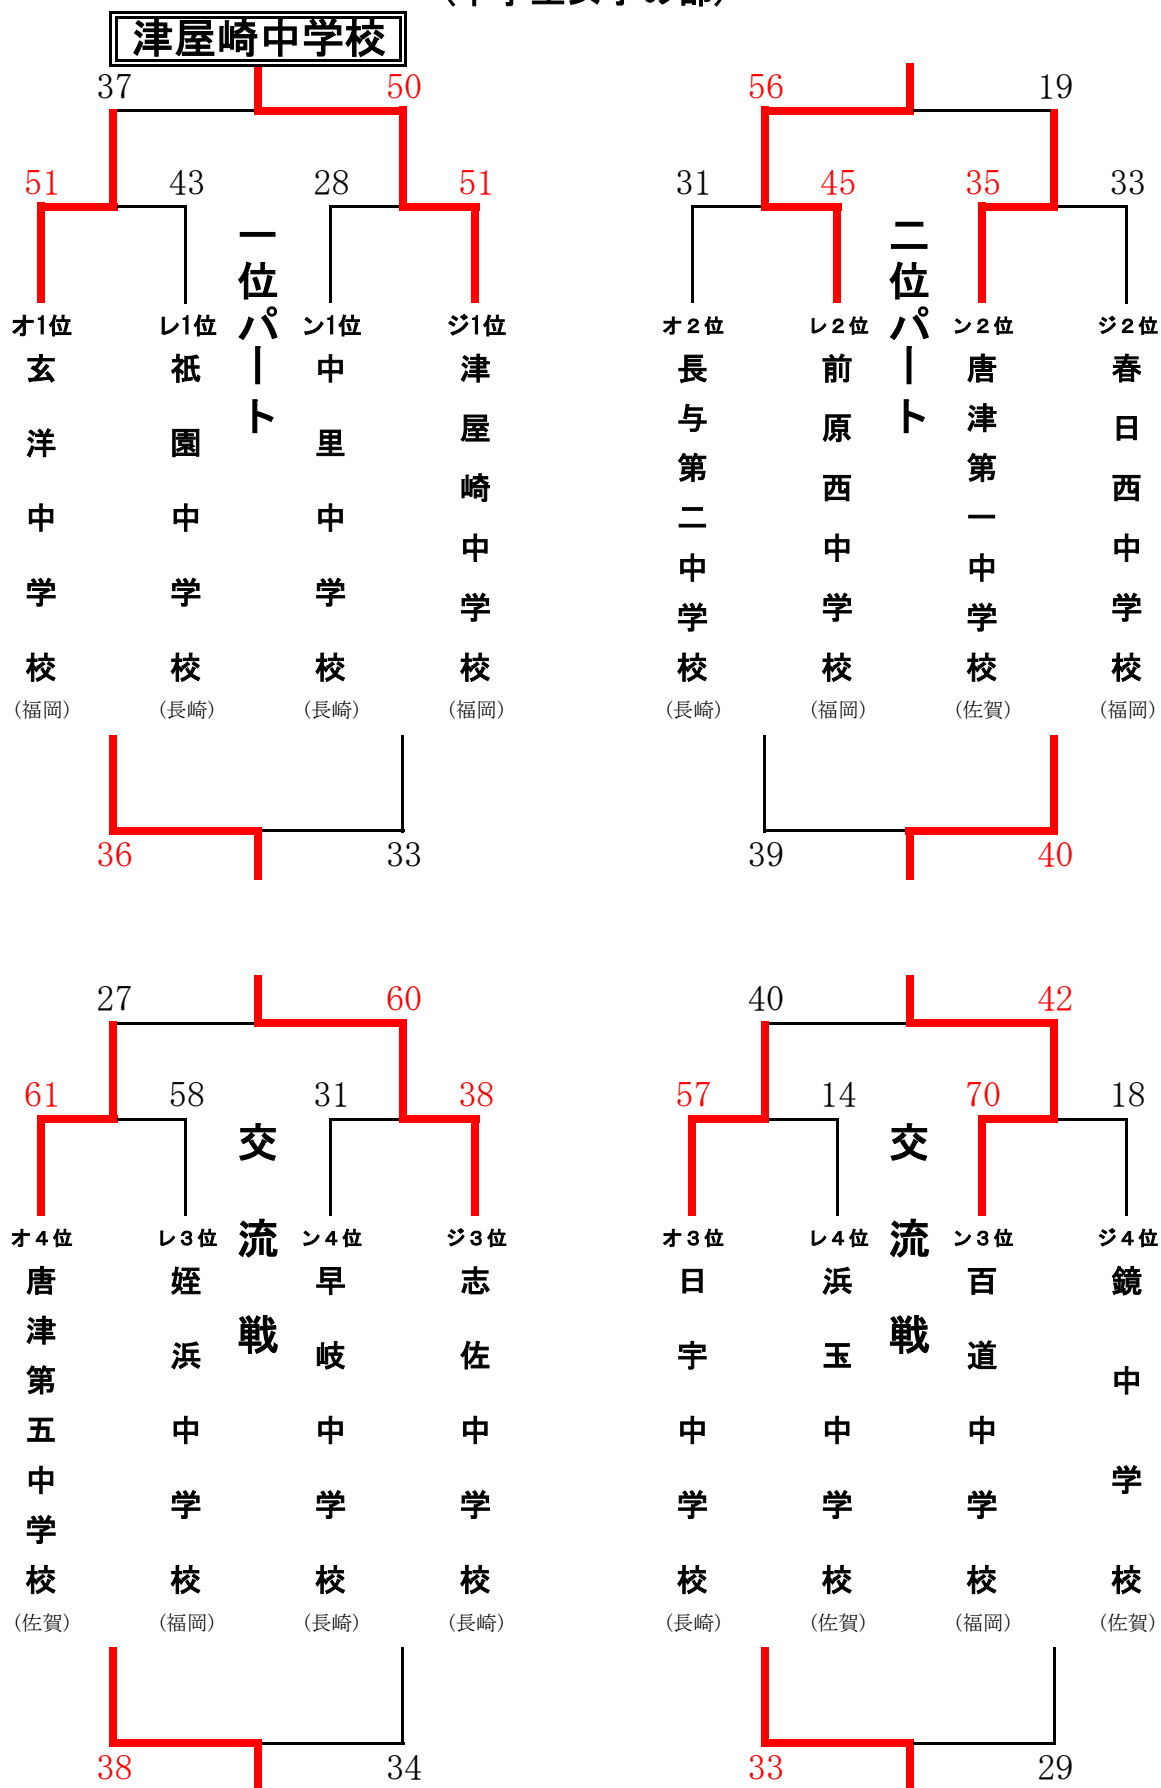 (中学生女子の部)
津屋崎中学校
37 50 56 19
51 43 28 51 31 45 35 33
一位パート
二位パート
オ1位 レ1位 ン1位 ジ1位 オ2位 レ2位 ン2位 ジ2位
玄洋中学校
祇園中学校
中里中学校
津屋崎中学校
長与第二中学校
前原西中学校
唐津第一中学校
春日西中学校
(福岡) (長崎) (長崎) (福岡) (長崎) (福岡) (佐賀) (福岡)
36 33 39 40
27 60 40 42
61 58 31 38 57 14 70 18
交流戦
交流戦
オ4位 レ3位 ン4位 ジ3位 オ3位 レ4位 ン3位 ジ4位
唐津第五中学校
姪浜中学校
早岐中学校
志佐中学校
日宇中学校
浜玉中学校
百道中学校
鏡中学校
(佐賀) (福岡) (長崎) (長崎) (長崎) (佐賀) (福岡) (佐賀)
38 34 33 29